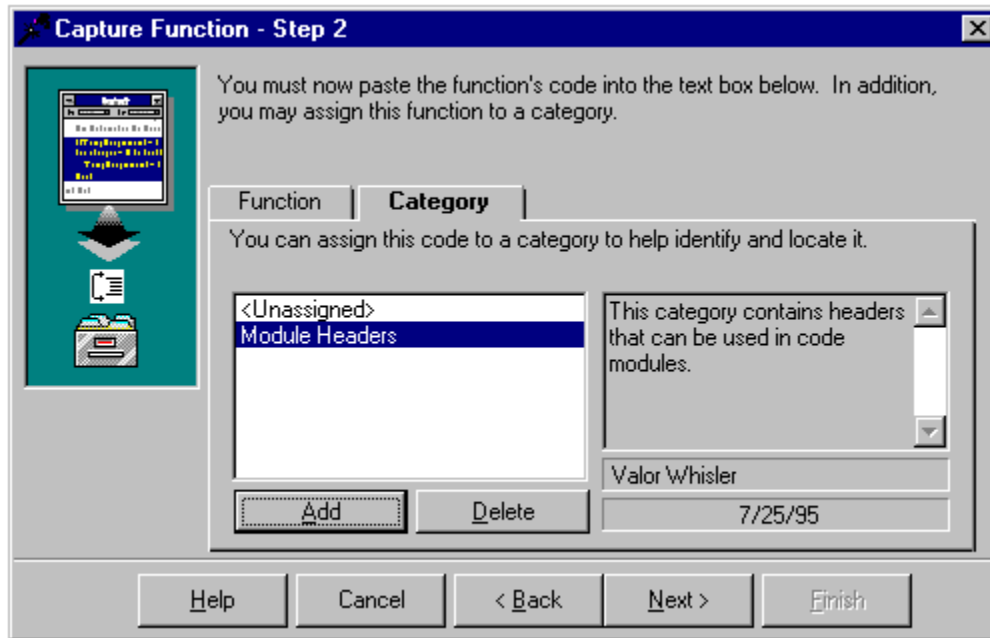 Capture Function - Step 2
You must now paste the function's code into the text box below. In addition,
you may assign this function to a category.
Function
Category
You can assign this code to a category to help identify and locate it.
<Unassigned>
Module Headers
This category contains headers
that can be used in code
modules.
Valor Whisler
7/25/95
Add
Delete
Help
Cancel
< Back
Next >
Finish